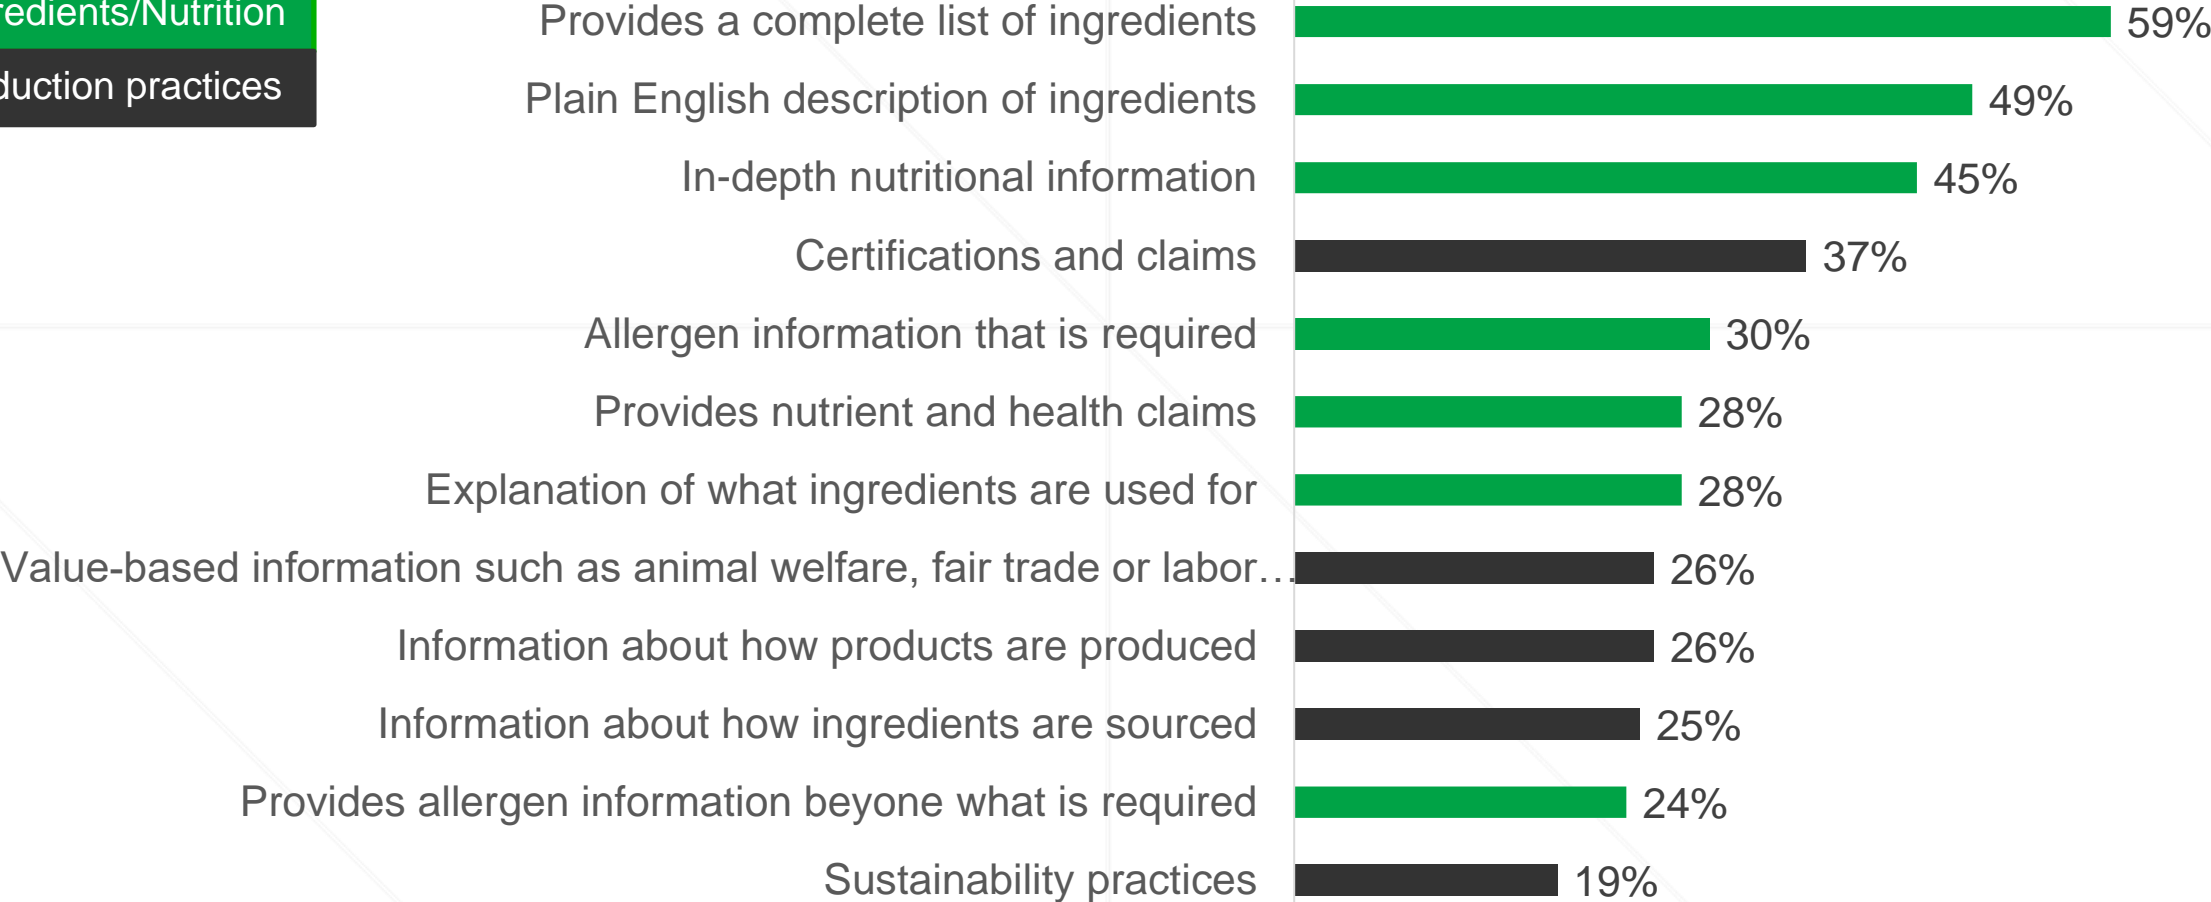 redients/Nutrition
duction practices
Provides a complete list of ingredients 59%
Plain English description of ingredients 49%
In-depth nutritional information 45%
Certifications and claims 37%
Allergen information that is required 30%
Provides nutrient and health claims 28%
Explanation of what ingredients are used for 28%
Value-based information such as animal welfare, fair trade or labor… 26%
Information about how products are produced 26%
Information about how ingredients are sourced 25%
Provides allergen information beyone what is required 24%
Sustainability practices 19%